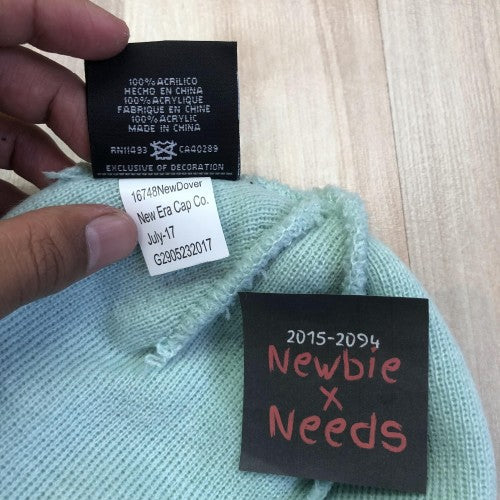 100% ACRILICO
HECHO EN CHINA
100% ACRYLIQUE
FABRIQUE EN CHINE
100% ACRYLIC
MADE IN CHINA
RN11493 CA40289
EXCLUSIVE OF DECORATION
16748NewDover
New Era Cap Co.
July-17
G2905232017
2015-2094
Newbie
x
Needs